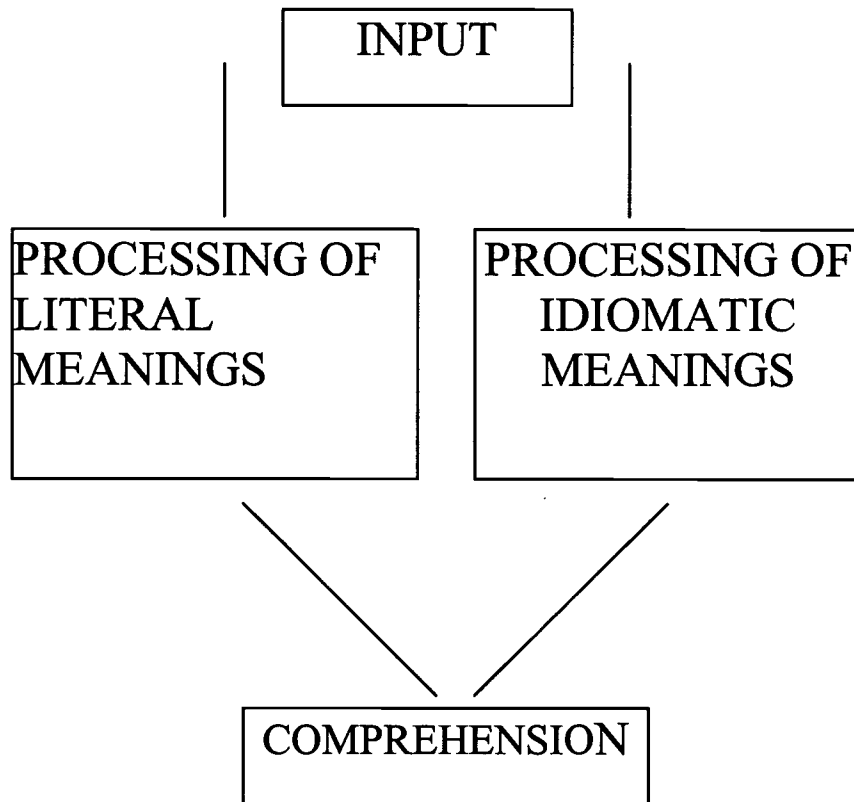 INPUT
PROCESSING OF
LITERAL
MEANINGS
PROCESSING OF
IDIOMATIC
MEANINGS
COMPREHENSION